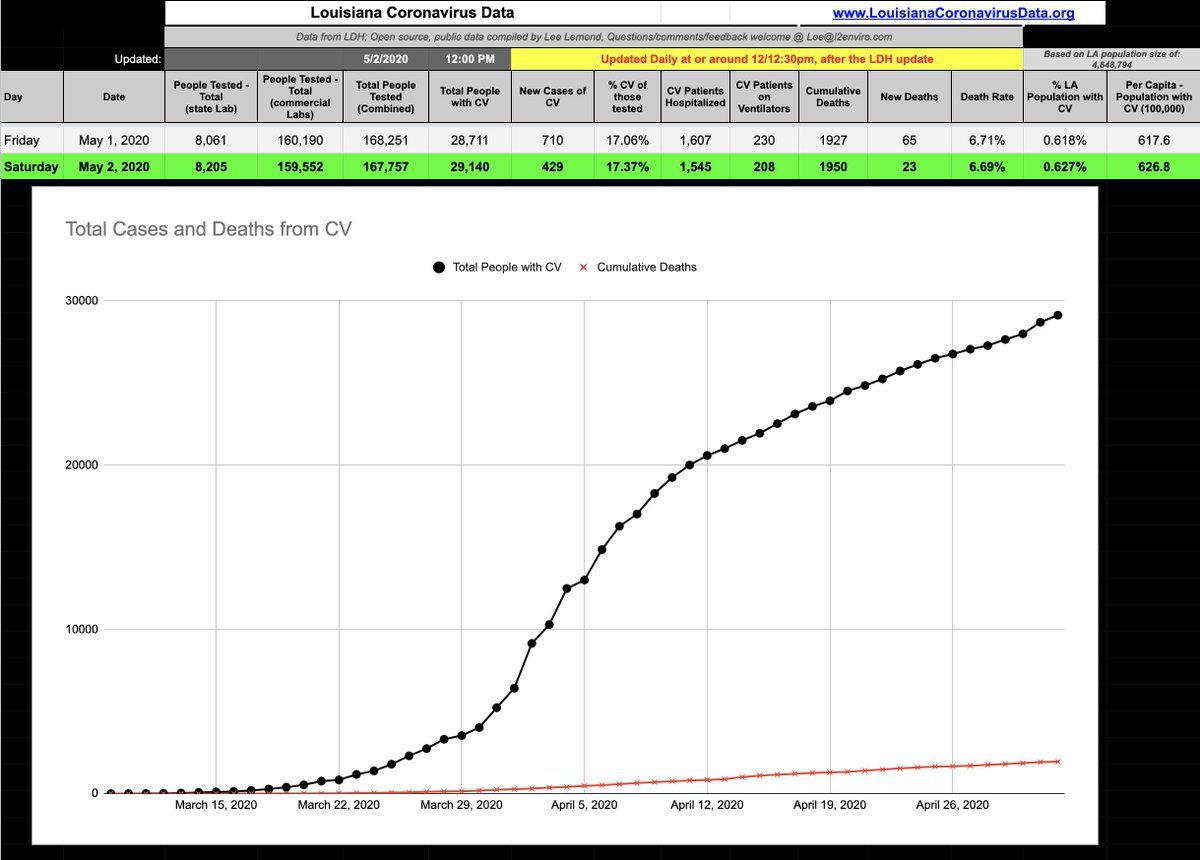 Louisiana Coronavirus Data www.LouisianaCoronavirusData.org
Data from LDH; Open source, public data compiled by Lee Lemond, Questions/comments/feedback welcome @ Lee@l2enviro.com
Updated: 5/2/2020 12:00 PM Updated Daily at or around 12/12:30pm, after the LDH update Based on LA population size of: 4,648,794
Day Date People Tested - Total (state Lab) People Tested - Total (commercial Labs) Total People Tested (Combined) Total People with CV New Cases of CV % CV of those tested CV Patients Hospitalized CV Patients on Ventilators Cumulative Deaths New Deaths Death Rate % LA Population with CV Per Capita - Population with CV (100,000)
Friday May 1, 2020 8,061 160,190 168,251 28,711 710 17.06% 1,607 230 1927 65 6.71% 0.618% 617.6
Saturday May 2, 2020 8,205 159,552 167,757 29,140 429 17.37% 1,545 208 1950 23 6.69% 0.627% 626.8
Total Cases and Deaths from CV
Total People with CV Cumulative Deaths
30000
20000
10000
0
March 15, 2020 March 22, 2020 March 29, 2020 April 5, 2020 April 12, 2020 April 19, 2020 April 26, 2020